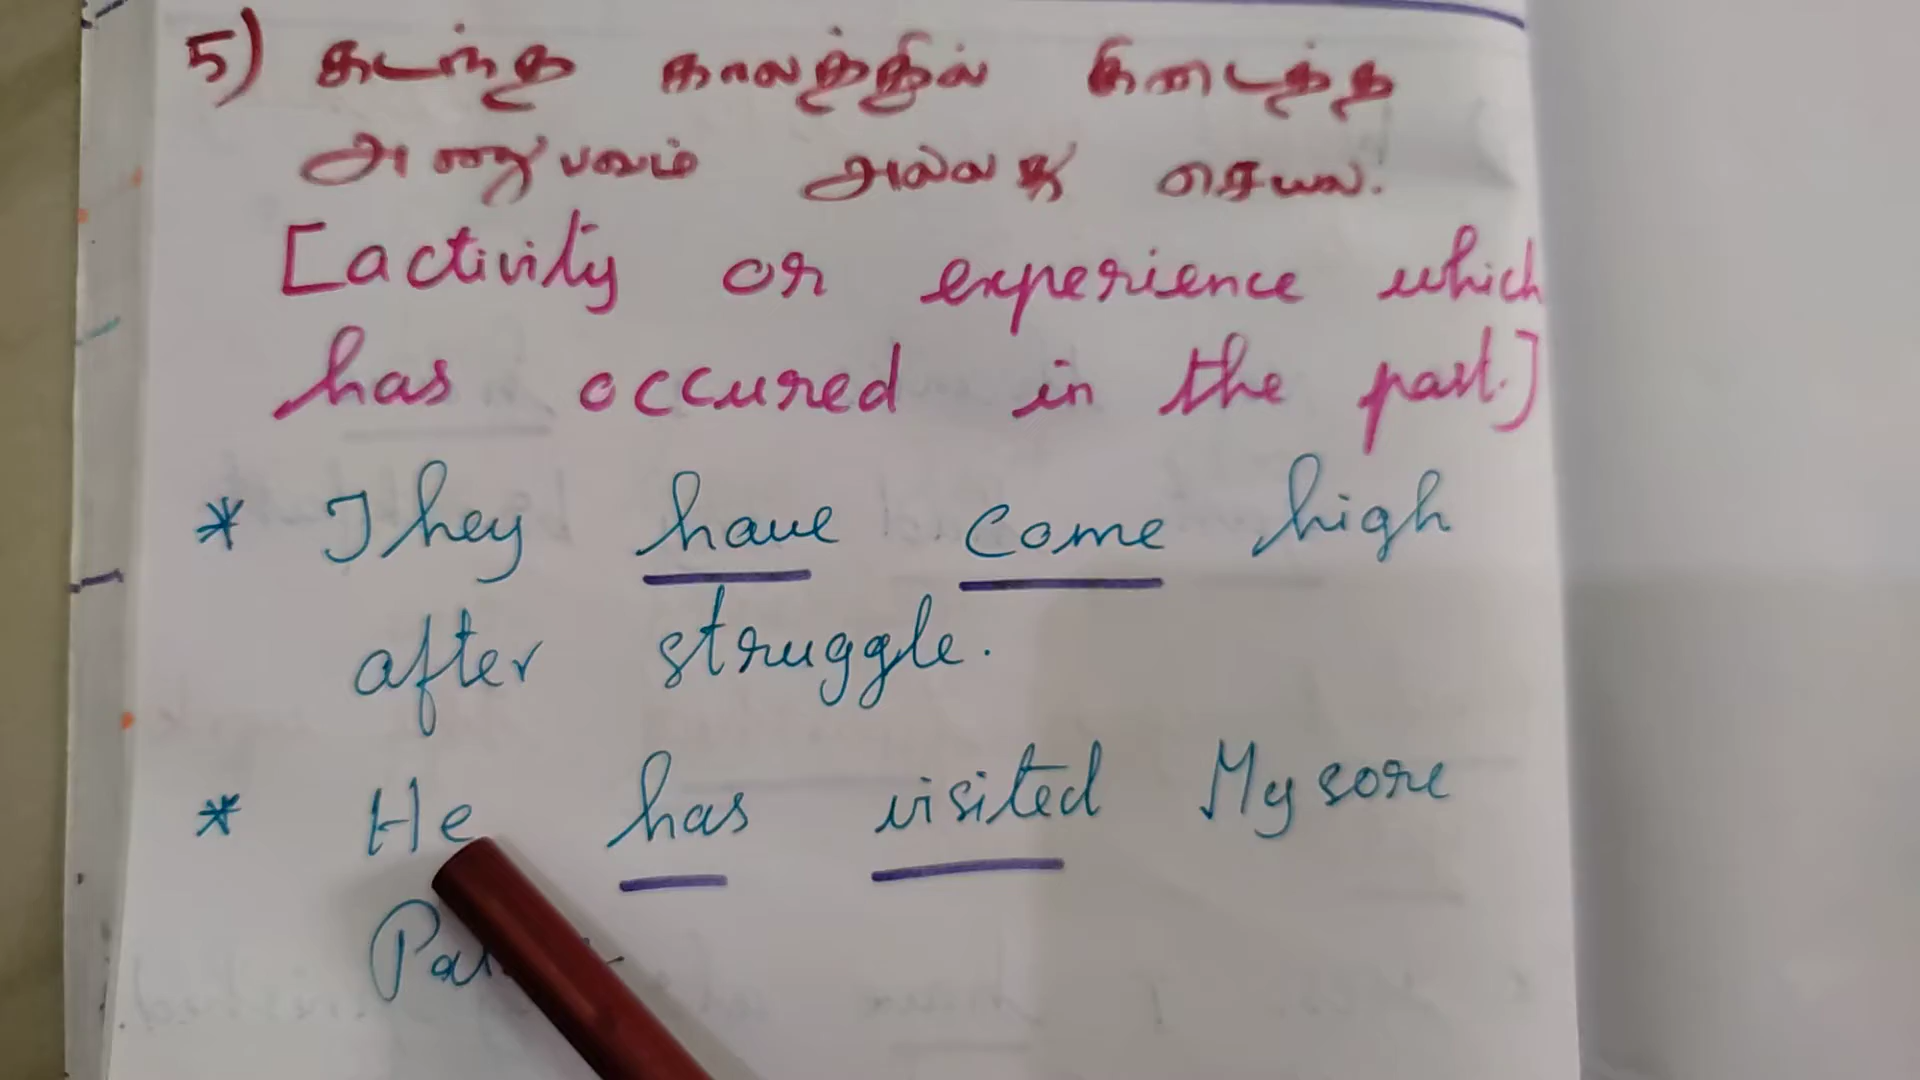 5) கடந்த காலத்தில் கிடைத்த
அனுபவம் அல்லது செயல்.
[activity or experience which
has occured in the past.]
* They have come high
after struggle.
* He has visited Mysore